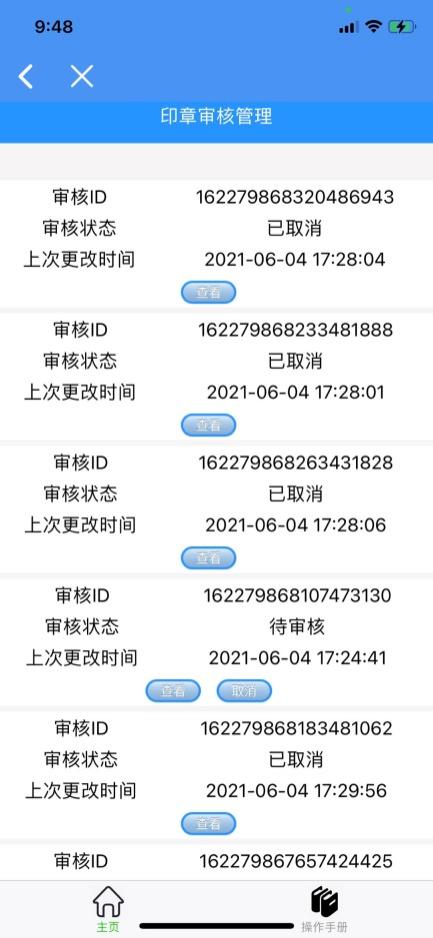 9:48
印章审核管理
审核ID 162279868320486943
审核状态 已取消
上次更改时间 2021-06-04 17:28:04
查看
审核ID 162279868233481888
审核状态 已取消
上次更改时间 2021-06-04 17:28:01
查看
审核ID 162279868263431828
审核状态 已取消
上次更改时间 2021-06-04 17:28:06
查看
审核ID 162279868107473130
审核状态 待审核
上次更改时间 2021-06-04 17:24:41
查看 取消
审核ID 162279868183481062
审核状态 已取消
上次更改时间 2021-06-04 17:29:56
查看
审核ID 162279867657424425
主页 操作手册